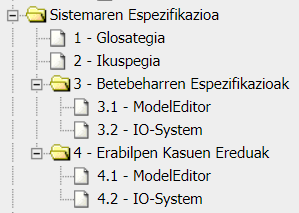 Sistemaren Espezifikazioa
1 - Glosategia
2 - Ikuspegia
3 - Betebeharren Espezifikazioak
3.1 - ModelEditor
3.2 - IO-System
4 - Erabilpen Kasuen Ereduak
4.1 - ModelEditor
4.2 - IO-System